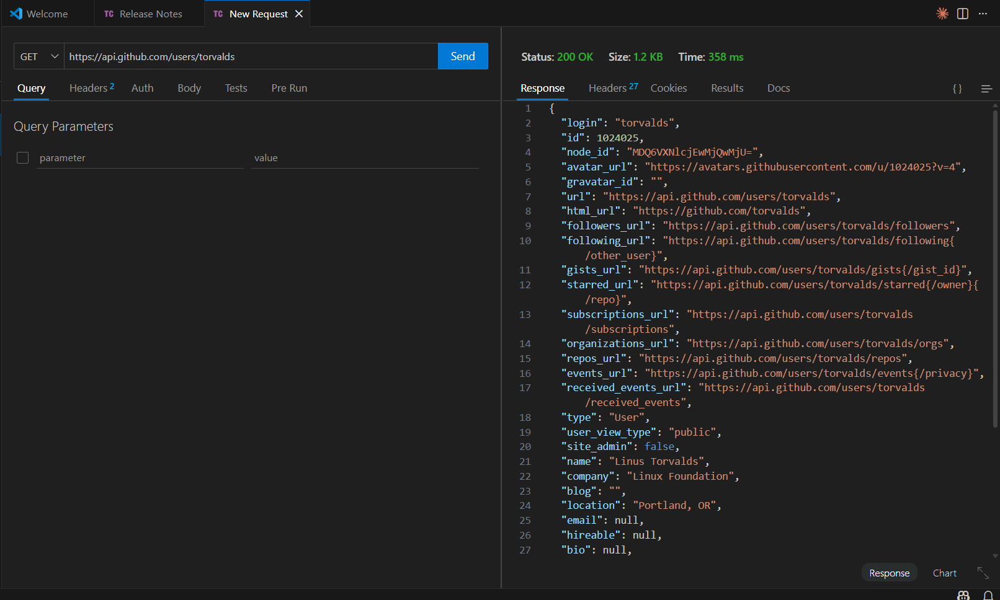 Welcome
TC Release Notes
TC New Request
GET https://api.github.com/users/torvalds Send
Query Headers 2 Auth Body Tests Pre Run
Query Parameters
parameter value
Status: 200 OK Size: 1.2 KB Time: 358 ms
Response Headers 27 Cookies Results Docs {}
1 {
2 "login": "torvalds",
3 "id": 1024025,
4 "node_id": "MDQ6VXNlcjEwMjQwMjU=",
5 "avatar_url": "https://avatars.githubusercontent.com/u/1024025?v=4",
6 "gravatar_id": "",
7 "url": "https://api.github.com/users/torvalds",
8 "html_url": "https://github.com/torvalds",
9 "followers_url": "https://api.github.com/users/torvalds/followers",
10 "following_url": "https://api.github.com/users/torvalds/following{
/other_user}",
11 "gists_url": "https://api.github.com/users/torvalds/gists{/gist_id}",
12 "starred_url": "https://api.github.com/users/torvalds/starred{/owner}{
/repo}",
13 "subscriptions_url": "https://api.github.com/users/torvalds
/subscriptions",
14 "organizations_url": "https://api.github.com/users/torvalds/orgs",
15 "repos_url": "https://api.github.com/users/torvalds/repos",
16 "events_url": "https://api.github.com/users/torvalds/events{/privacy}",
17 "received_events_url": "https://api.github.com/users/torvalds
/received_events",
18 "type": "User",
19 "user_view_type": "public",
20 "site_admin": false,
21 "name": "Linus Torvalds",
22 "company": "Linux Foundation",
23 "blog": "",
24 "location": "Portland, OR",
25 "email": null,
26 "hireable": null,
27 "bio": null,
Response Chart